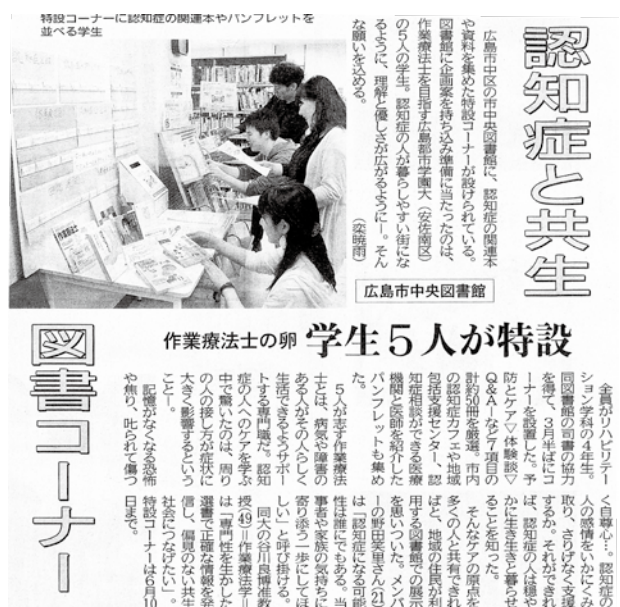 特設コーナーに認知症の関連本やパンフレットを
並べる学生
認知症と共生
図書コーナー
学生5人が特設
作業療法士の卵
広島市中央図書館
広島市中区の市中央図書館に、認知症の関連本
や資料を集めた特設コーナーが設けられている。
図書館に企画案を持ち込み準備に当たったのは、
作業療法士を目指す広島都市学園大（安佐南区）
の5人の学生。認知症の人が暮らしやすい街にな
るように、理解と優しさが広がるように―。そん
な願いを込める。（栾暁雨）
全員がリハビリテー
ション学科の4年生。
同図書館の司書の協力
を得て、3月半ばにコ
ーナーを設置した。予
防とケア▽体験談▽
Q&A―など7項目の
計約50冊を厳選。市内
の認知症カフェや地域
包括支援センター、認
知症相談ができる医療
機関と医師を紹介した
パンフレットも集め
た。
5人が志す作業療法
士とは、病気や障害の
ある人がその人らしく
生活できるようサポー
トする専門職だ。認知
症の人へのケアを学ぶ
中で驚いたのは、周り
の人の接し方が症状に
大きく影響するという
こと―。
記憶がなくなる恐怖
や焦り、叱られて傷つ
く自尊心…。認知症の
人の感情をいかにくみ
取り、さりげなく支援
するか。それができれ
ば、認知症の人は穏や
かに生き生きと暮らせ
ることを知った。
そんなケアの原点を
多くの人と共有できれ
ばと、地域の住民が利
用する図書館での展示
を思いついた。メンバ
ーの野田芙里さん(21)
は「認知症になる可能
性は誰にでもある。当
事者や家族の気持ちに
寄り添う一歩にしてほ
しい」と呼び掛ける。
同大の谷川良博准教
授(49)=作業療法学=
は「専門性を生かした
選書で正確な情報を発
信し、偏見のない共生
社会につなげたい」。
特設コーナーは6月10
日まで。